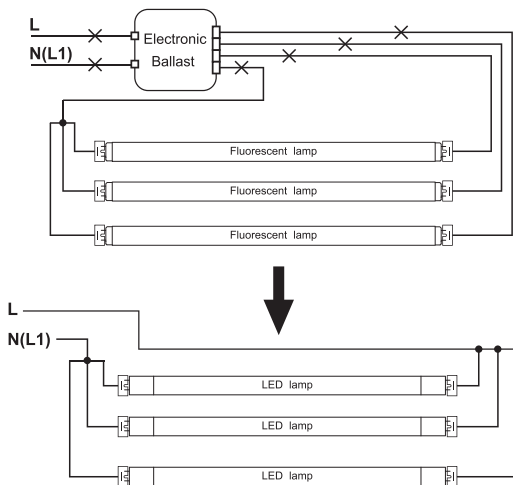 L
Electronic
N(L1)
Ballast
Fluorescent lamp
Fluorescent lamp
Fluorescent lamp
L
N(L1)
LED lamp
LED lamp
LED lamp